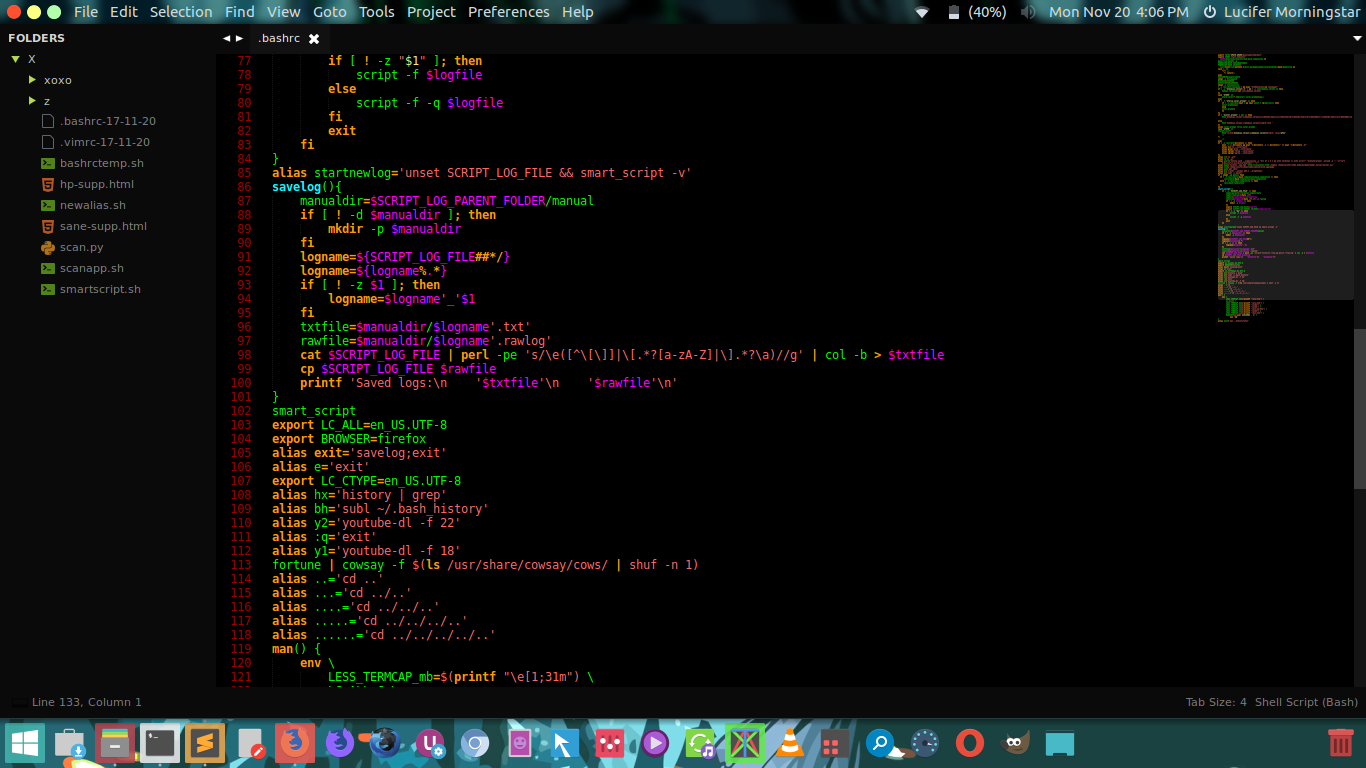 File Edit Selection Find View Goto Tools Project Preferences Help (40%) Mon Nov 20 4:06 PM Lucifer Morningstar
FOLDERS
X
xoxo
z
.bashrc-17-11-20
.vimrc-17-11-20
bashrctemp.sh
hp-supp.html
newalias.sh
sane-supp.html
scan.py
scanapp.sh
smartscript.sh
.bashrc
77 if [ ! -z "$1" ]; then
78 script -f $logfile
79 else
80 script -f -q $logfile
81 fi
82 exit
83 fi
84 }
85 alias startnewlog='unset SCRIPT_LOG_FILE && smart_script -v'
86 savelog(){
87 manualdir=$SCRIPT_LOG_PARENT_FOLDER/manual
88 if [ ! -d $manualdir ]; then
89 mkdir -p $manualdir
90 fi
91 logname=${SCRIPT_LOG_FILE##*/}
92 logname=${logname%.*}
93 if [ ! -z $1 ]; then
94 logname=$logname'_'$1
95 fi
96 txtfile=$manualdir/$logname'.txt'
97 rawfile=$manualdir/$logname'.rawlog'
98 cat $SCRIPT_LOG_FILE | perl -pe 's/\e([^\[\]]|\[.*?[a-zA-Z]|\].*?\a)//g' | col -b > $txtfile
99 cp $SCRIPT_LOG_FILE $rawfile
100 printf 'Saved logs:\n    '$txtfile'\n    '$rawfile'\n'
101 }
102 smart_script
103 export LC_ALL=en_US.UTF-8
104 export BROWSER=firefox
105 alias exit='savelog;exit'
106 alias e='exit'
107 export LC_CTYPE=en_US.UTF-8
108 alias hx='history | grep'
109 alias bh='subl ~/.bash_history'
110 alias y2='youtube-dl -f 22'
111 alias :q='exit'
112 alias y1='youtube-dl -f 18'
113 fortune | cowsay -f $(ls /usr/share/cowsay/cows/ | shuf -n 1)
114 alias ..='cd ..'
115 alias ...='cd ../..'
116 alias ....='cd ../../..'
117 alias .....='cd ../../../..'
118 alias ......='cd ../../../../..'
119 man() {
120 env \
121 LESS_TERMCAP_mb=$(printf "\e[1;31m") \
Line 133, Column 1
Tab Size: 4 Shell Script (Bash)